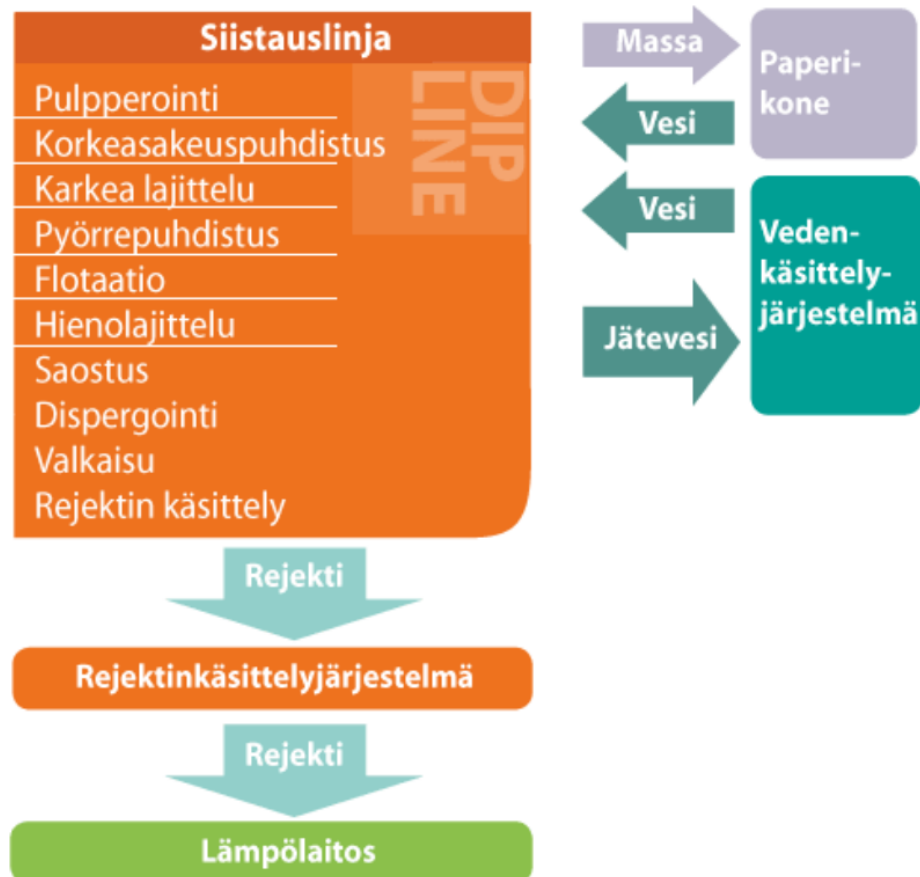 Siistauslinja
DIP
LINE
Pulpperointi
Korkeasakeuspuhdistus
Karkea lajittelu
Pyörrepuhdistus
Flotaatio
Hienolajittelu
Saostus
Dispergointi
Valkaisu
Rejektin käsittely
Massa
Vesi
Paperi-
kone
Vesi
Jätevesi
Veden-
käsittely-
järjestelmä
Rejekti
Rejektinkäsittelyjärjestelmä
Rejekti
Lämpölaitos